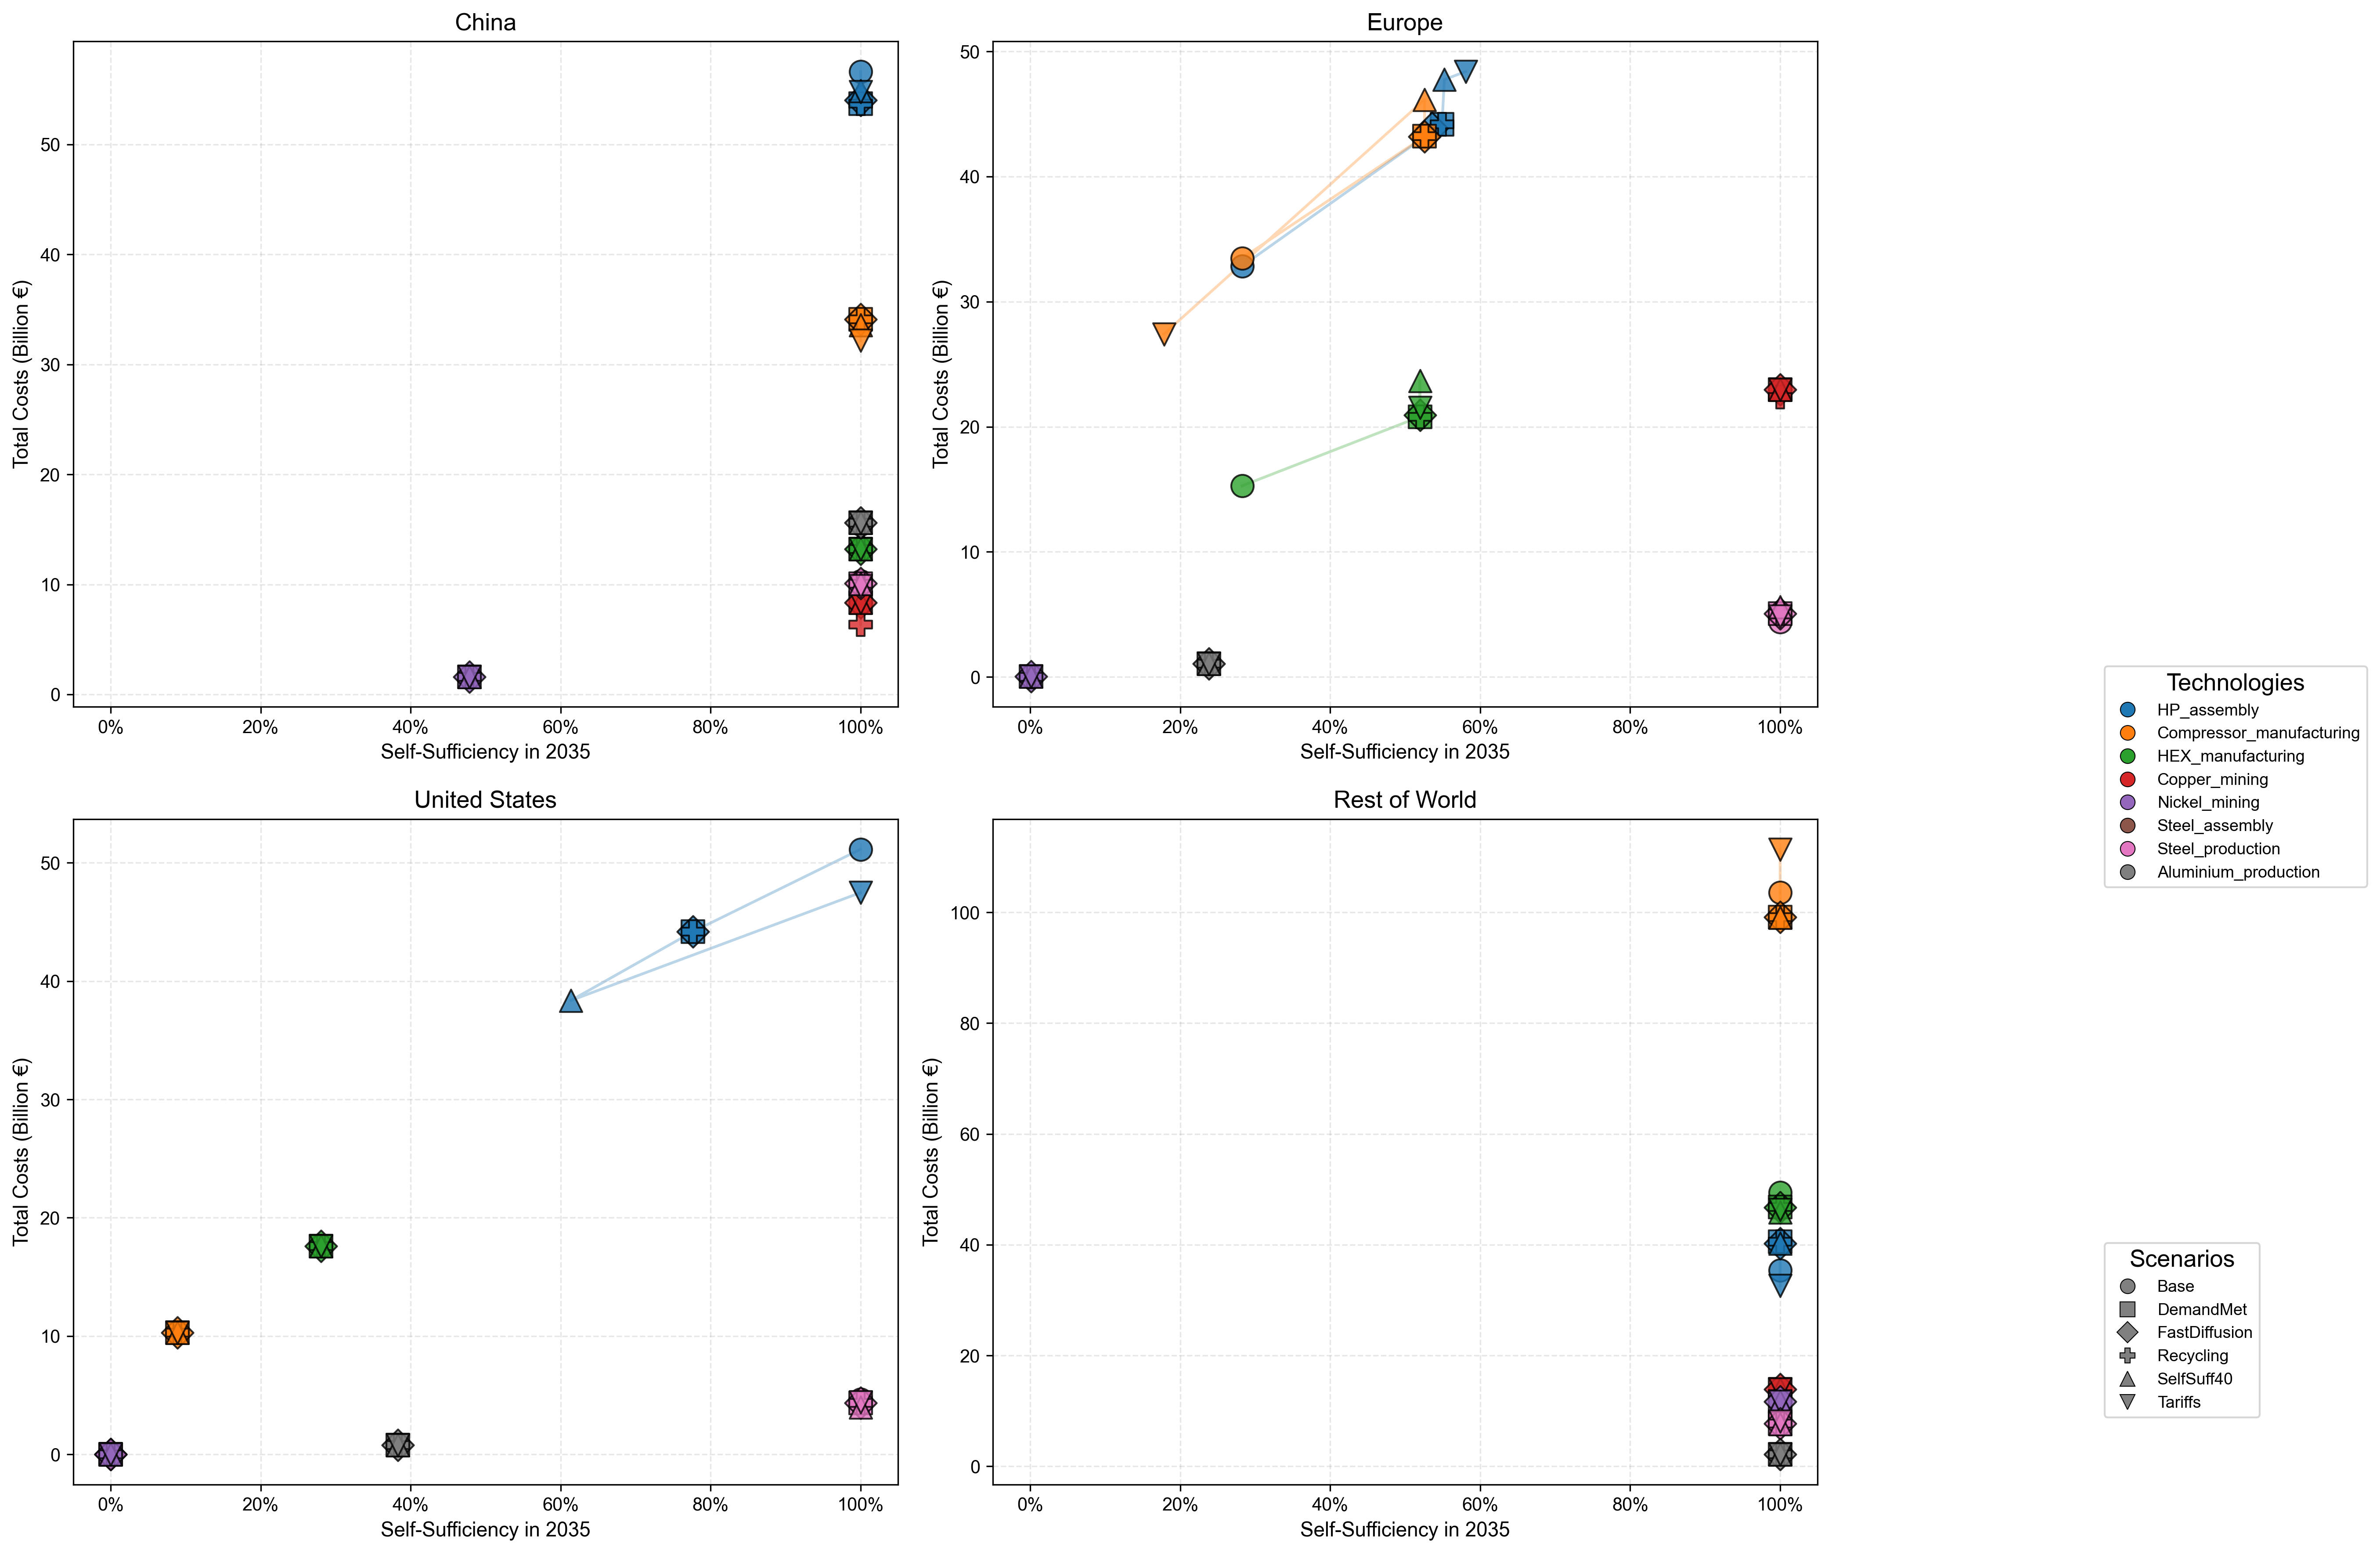 China
Total Costs (Billion €)
50
40
30
20
10
0
0% 20% 40% 60% 80% 100%
Self-Sufficiency in 2035
Europe
Total Costs (Billion €)
50
40
30
20
10
0
0% 20% 40% 60% 80% 100%
Self-Sufficiency in 2035
United States
Total Costs (Billion €)
50
40
30
20
10
0
0% 20% 40% 60% 80% 100%
Self-Sufficiency in 2035
Rest of World
Total Costs (Billion €)
100
80
60
40
20
0
0% 20% 40% 60% 80% 100%
Self-Sufficiency in 2035
Technologies
HP_assembly
Compressor_manufacturing
HEX_manufacturing
Copper_mining
Nickel_mining
Steel_assembly
Steel_production
Aluminium_production
Scenarios
Base
DemandMet
FastDiffusion
Recycling
SelfSuff40
Tariffs